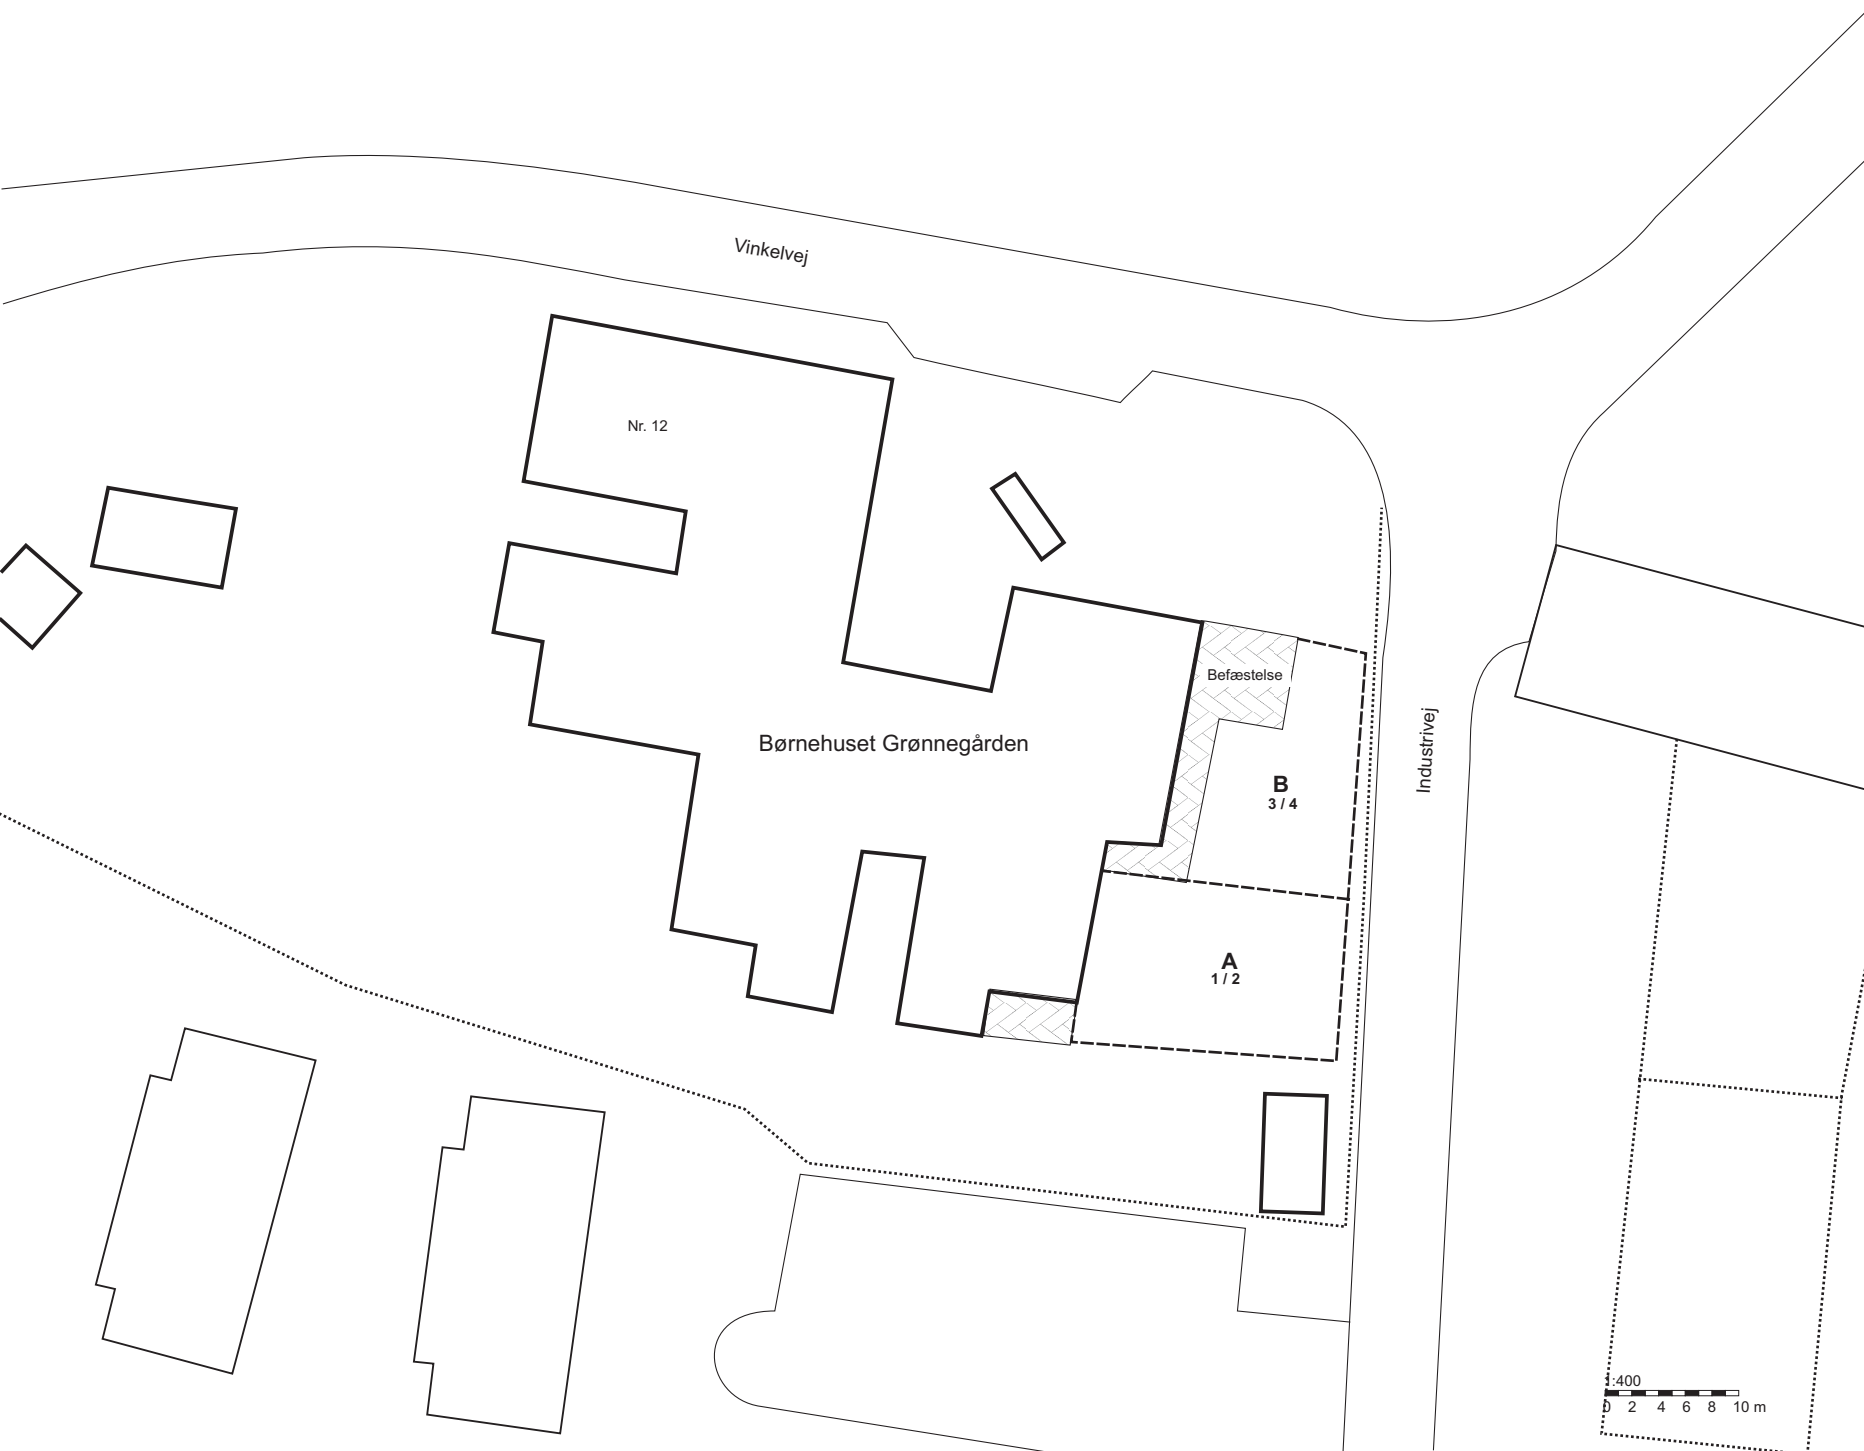 Vinkelvej
Nr. 12
Befæstelse
Børnehuset Grønnegården
Industrivej
B
3 / 4
A
1 / 2
1:400
0 2 4 6 8 10 m